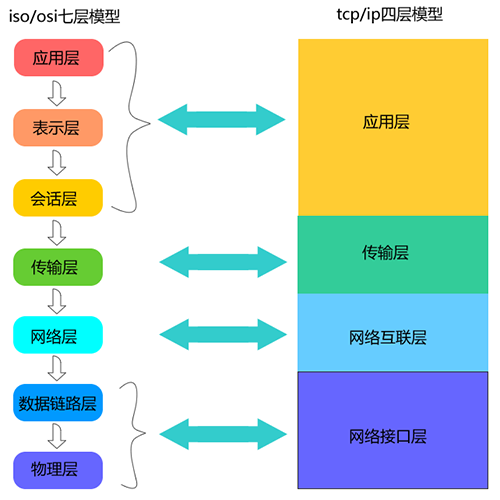 iso/osi七层模型
tcp/ip四层模型
应用层
表示层
会话层
传输层
网络层
数据链路层
物理层
应用层
传输层
网络互联层
网络接口层